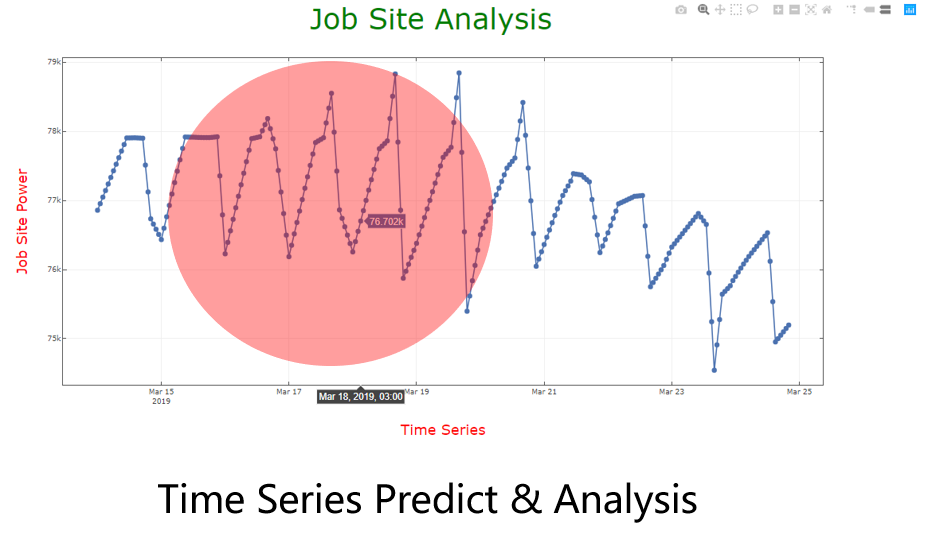 Job Site Analysis
79k
78k
77k
76k
75k
Job Site Power
76.702k
Mar 15
2019
Mar 17
Mar 18, 2019, 03:00
Mar 19
Mar 21
Mar 23
Mar 25
Time Series
Time Series Predict & Analysis